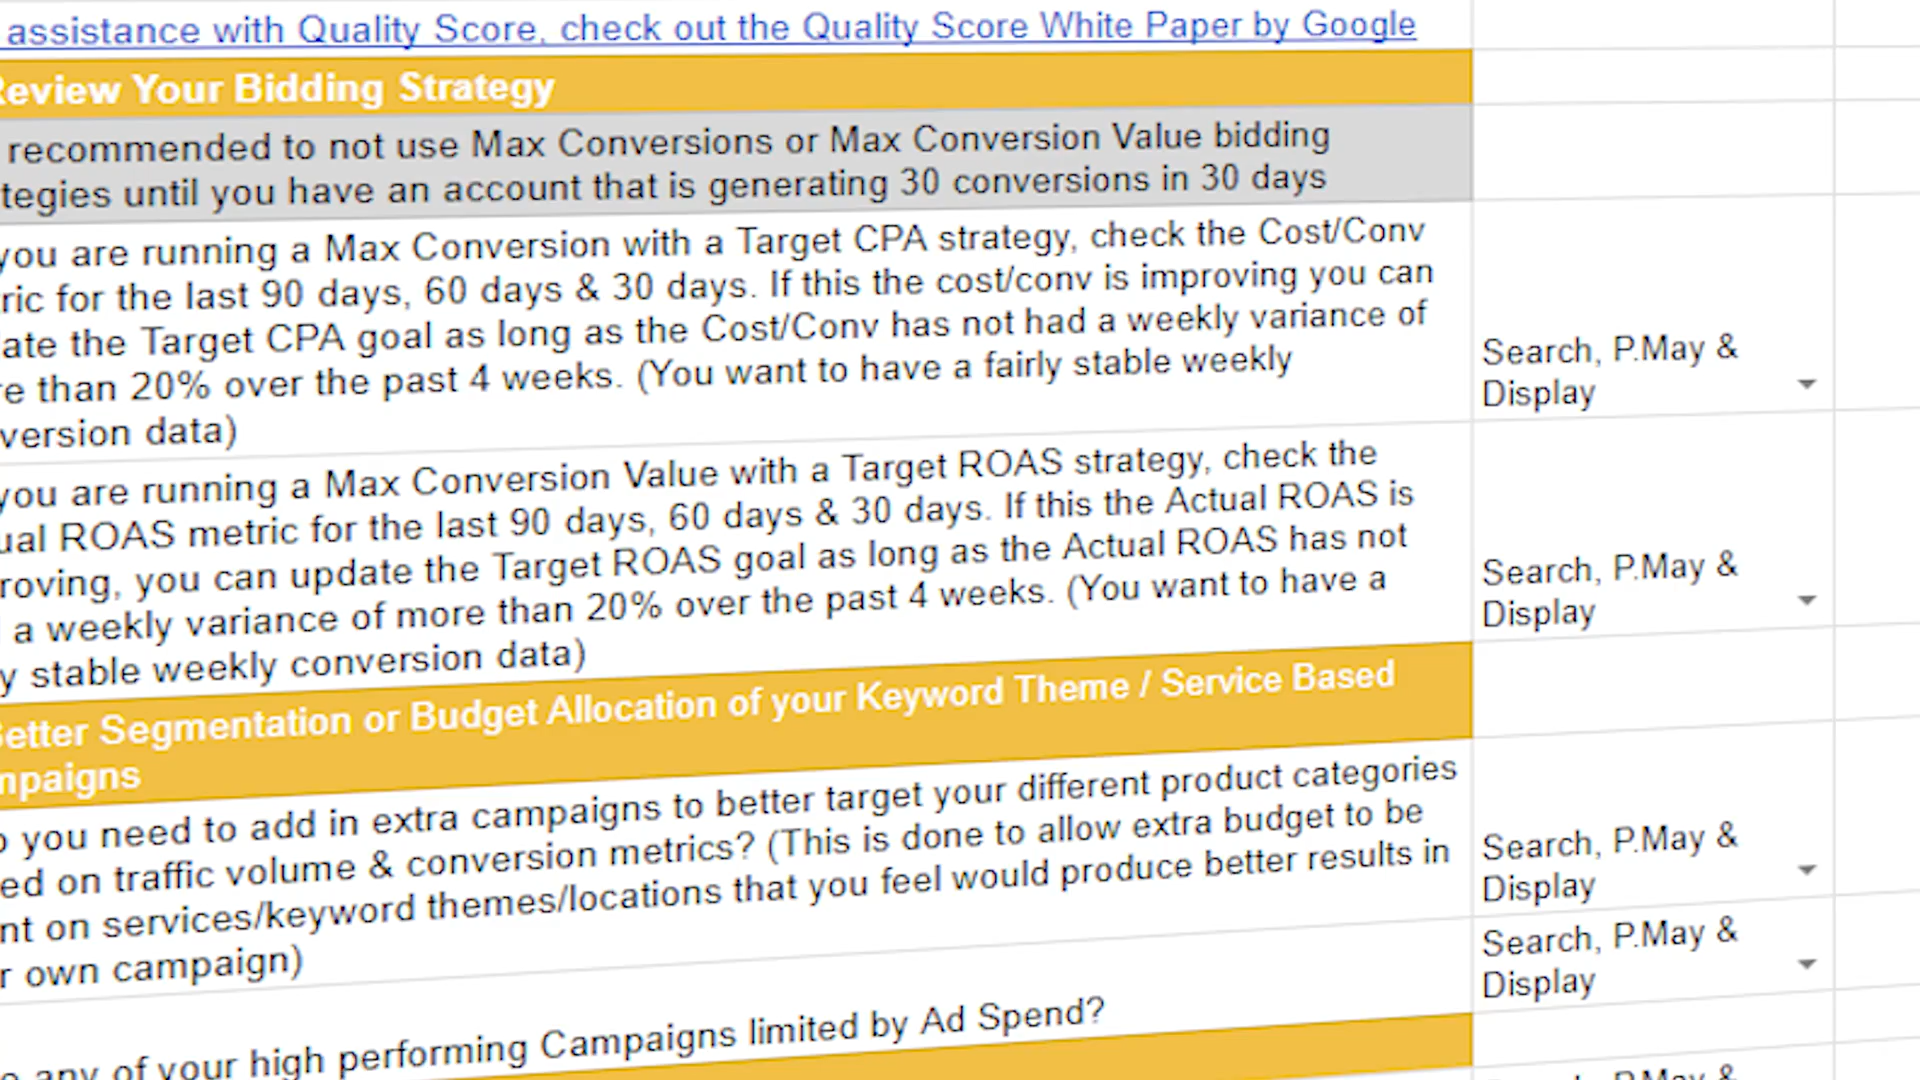 assistance with Quality Score, check out the Quality Score White Paper by Google
Review Your Bidding Strategy
recommended to not use Max Conversions or Max Conversion Value bidding
tegies until you have an account that is generating 30 conversions in 30 days
you are running a Max Conversion with a Target CPA strategy, check the Cost/Conv
ric for the last 90 days, 60 days & 30 days. If this the cost/conv is improving you can
ate the Target CPA goal as long as the Cost/Conv has not had a weekly variance of
re than 20% over the past 4 weeks. (You want to have a fairly stable weekly
version data)
Search, P.May &
Display
you are running a Max Conversion Value with a Target ROAS strategy, check the
ual ROAS metric for the last 90 days, 60 days & 30 days. If this the Actual ROAS is
roving, you can update the Target ROAS goal as long as the Actual ROAS has not
a weekly variance of more than 20% over the past 4 weeks. (You want to have a
y stable weekly conversion data)
Search, P.May &
Display
Better Segmentation or Budget Allocation of your Keyword Theme / Service Based
mpaigns
o you need to add in extra campaigns to better target your different product categories
ed on traffic volume & conversion metrics? (This is done to allow extra budget to be
nt on services/keyword themes/locations that you feel would produce better results in
r own campaign)
Search, P.May &
Display
e any of your high performing Campaigns limited by Ad Spend?
Search, P.May &
Display
Search, P.May &